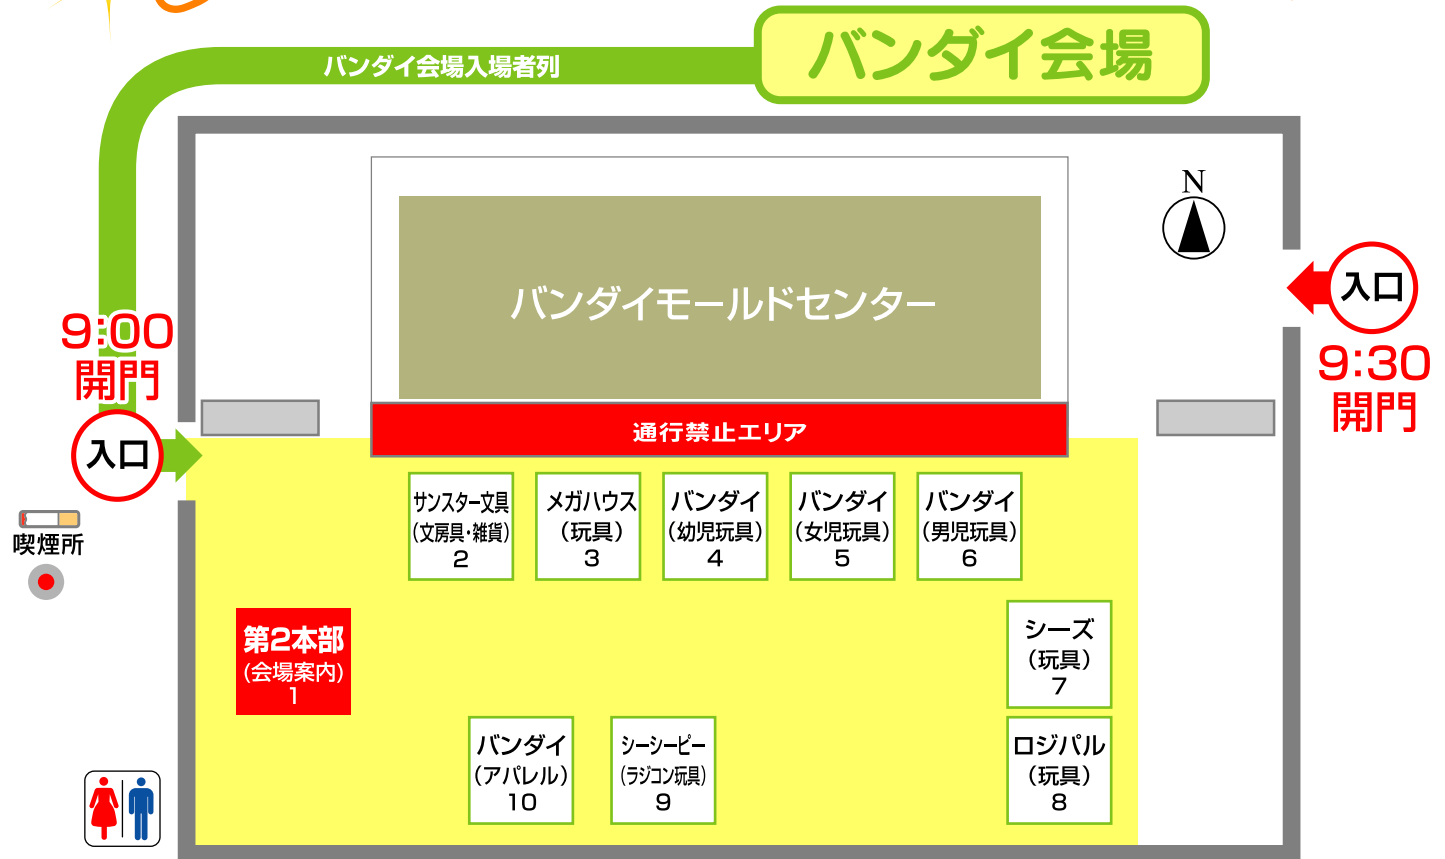 バンダイ会場
バンダイ会場入場者列
N
バンダイモールドセンター
入口
9:30
開門
9:00
開門
入口
通行禁止エリア
サンスター文具
(文房具・雑貨)
2
メガハウス
(玩具)
3
バンダイ
(幼児玩具)
4
バンダイ
(女児玩具)
5
バンダイ
(男児玩具)
6
喫煙所
第2本部
(会場案内)
1
シーズ
(玩具)
7
バンダイ
(アパレル)
10
シーシーピー
(ラジコン玩具)
9
ロジパル
(玩具)
8